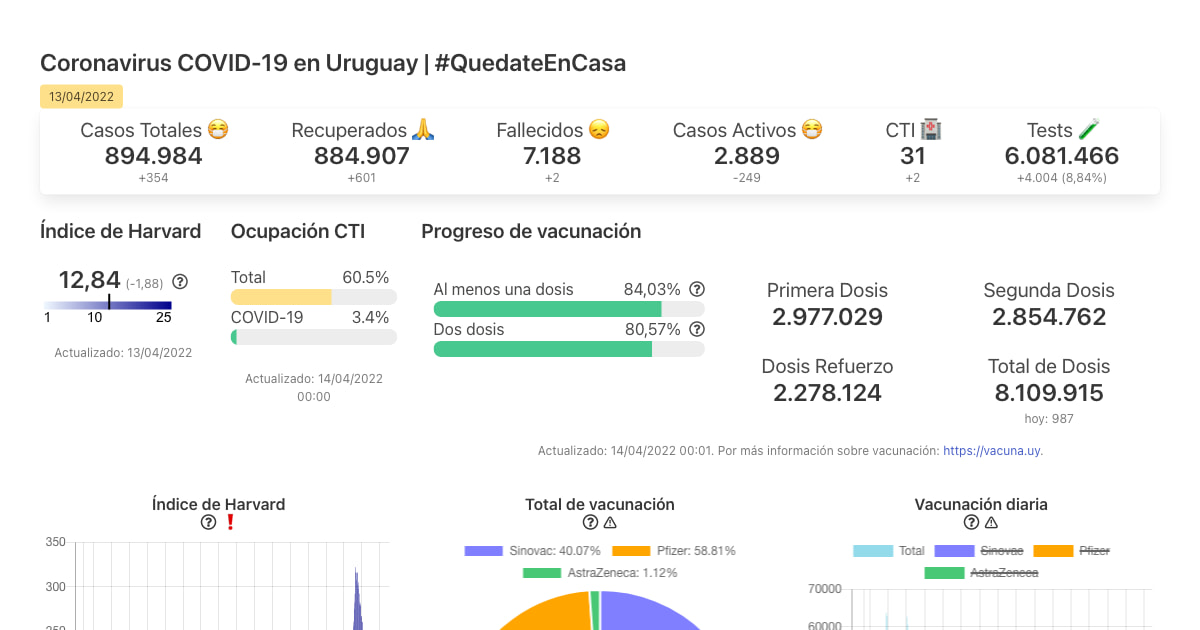 Coronavirus COVID-19 en Uruguay | #QuedateEnCasa
13/04/2022
Casos Totales 😷
894.984
+354
Recuperados 🙏
884.907
+601
Fallecidos 😞
7.188
+2
Casos Activos 😷
2.889
-249
CTI 🏥
31
+2
Tests 🧪
6.081.466
+4.004 (8,84%)
Índice de Harvard
12,84 (-1,88)
1 10 25
Actualizado: 13/04/2022
Ocupación CTI
Total 60.5%
COVID-19 3.4%
Actualizado: 14/04/2022
00:00
Progreso de vacunación
Al menos una dosis 84,03%
Dos dosis 80,57%
Primera Dosis
2.977.029
Segunda Dosis
2.854.762
Dosis Refuerzo
2.278.124
Total de Dosis
8.109.915
hoy: 987
Actualizado: 14/04/2022 00:01. Por más información sobre vacunación: https://vacuna.uy.
Índice de Harvard
❗
350
300
250
Total de vacunación
Sinovac: 40.07% Pfizer: 58.81%
AstraZeneca: 1.12%
Vacunación diaria
Total Sinovac Pfizer
AstraZeneca
70000
60000